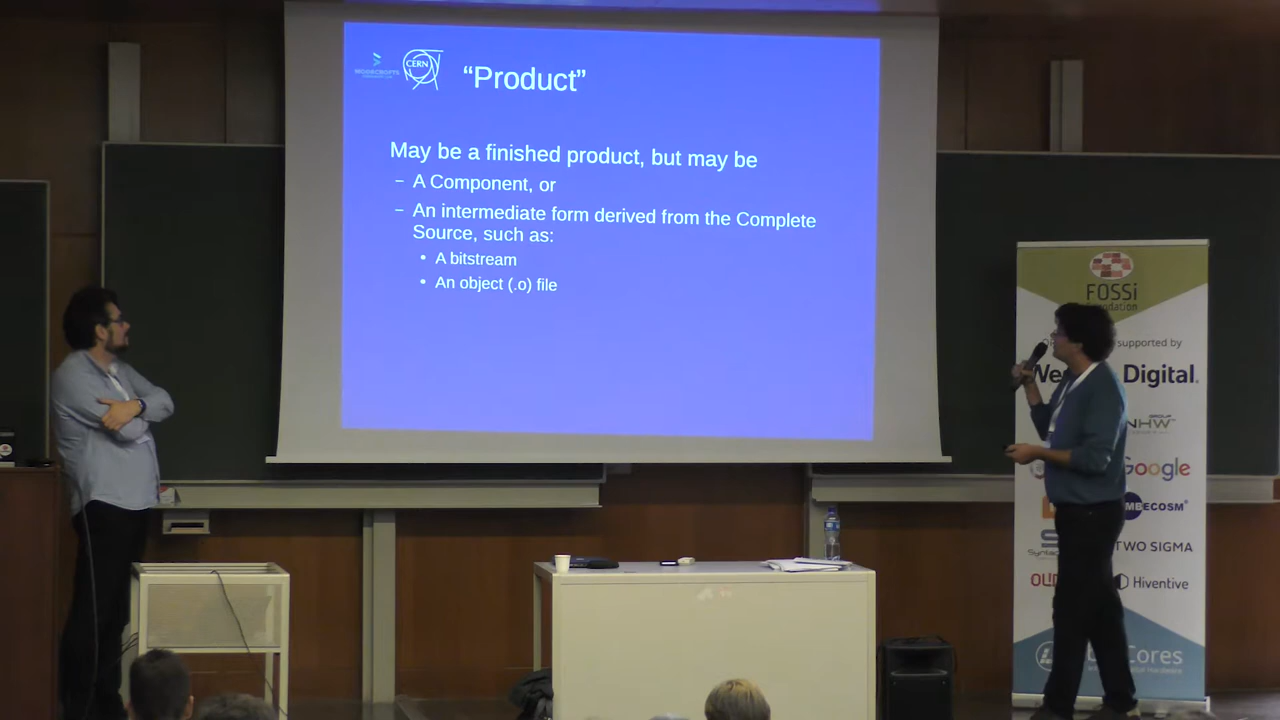 CERN
“Product”
May be a finished product, but may be
– A Component, or
– An intermediate form derived from the Complete
Source, such as:
• A bitstream
• An object (.o) file
FOSSi
supported by
Digital.
Google
TWO SIGMA
Hiventive